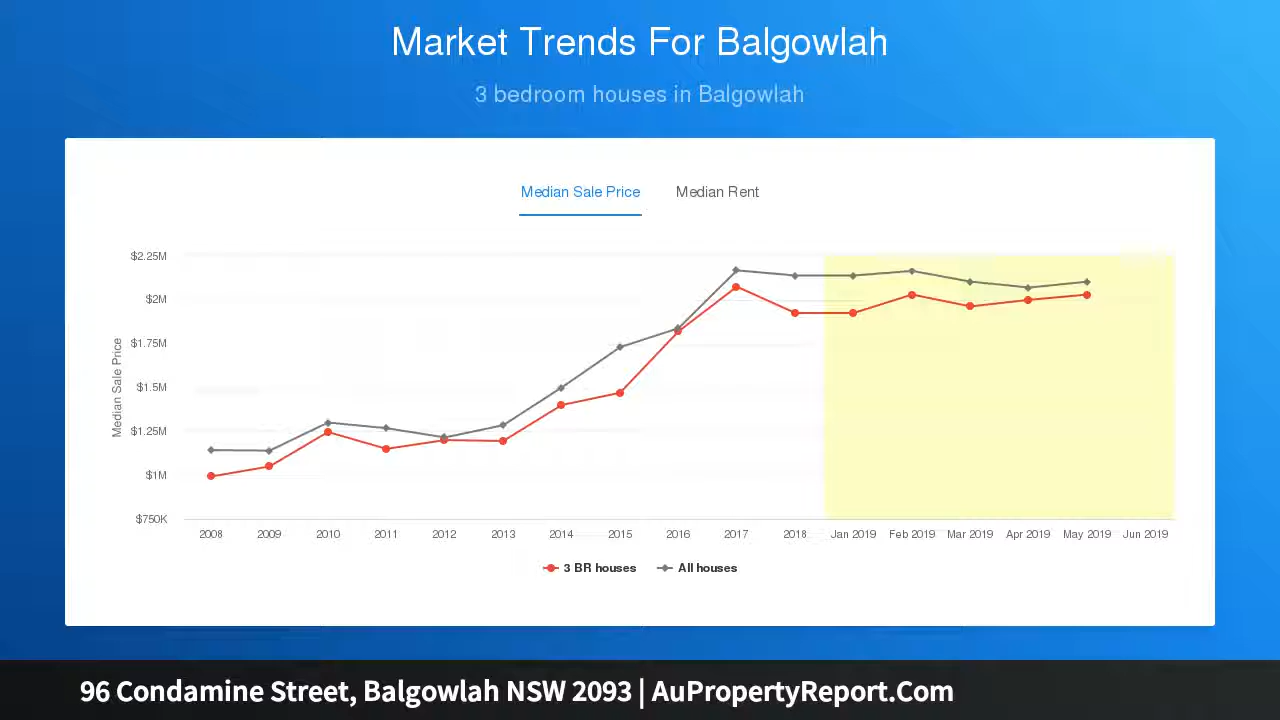 Market Trends For Balgowlah
3 bedroom houses in Balgowlah
Median Sale Price Median Rent
Median Sale Price
$2.25M
$2M
$1.75M
$1.5M
$1.25M
$1M
$750K
2008 2009 2010 2011 2012 2013 2014 2015 2016 2017 2018 Jan 2019 Feb 2019 Mar 2019 Apr 2019 May 2019 Jun 2019
3 BR houses All houses
96 Condamine Street, Balgowlah NSW 2093 | AuPropertyReport.Com